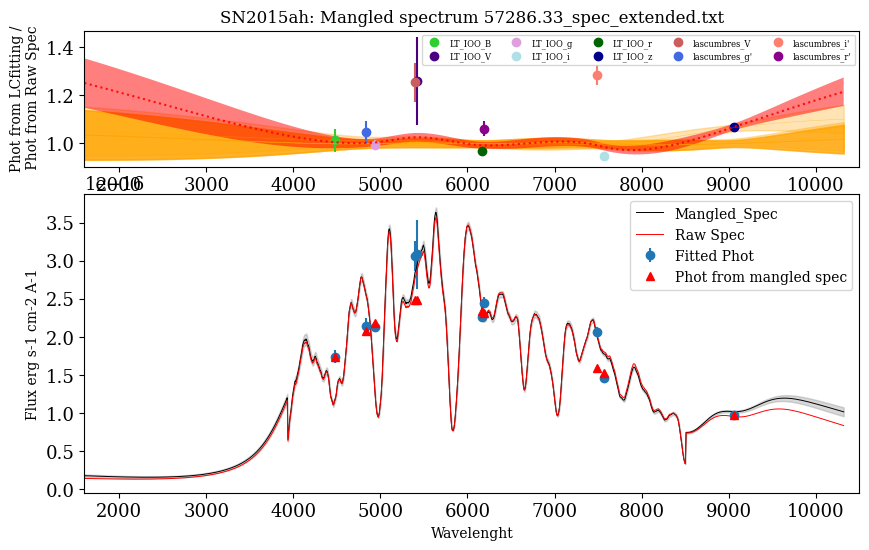 SN2015ah: Mangled spectrum 57286.33_spec_extended.txt
Phot from LCfitting /
Phot from Raw Spec
1.4
1.2
1.0
LT_IOO_B LT_IOO_g LT_IOO_r lascumbres_V lascumbres_i'
LT_IOO_V LT_IOO_i LT_IOO_z lascumbres_g' lascumbres_r'
2000 3000 4000 5000 6000 7000 8000 9000 10000
1e−16
Flux erg s-1 cm-2 A-1
3.5
3.0
2.5
2.0
1.5
1.0
0.5
0.0
Mangled_Spec
Raw Spec
Fitted Phot
Phot from mangled spec
2000 3000 4000 5000 6000 7000 8000 9000 10000
Wavelenght